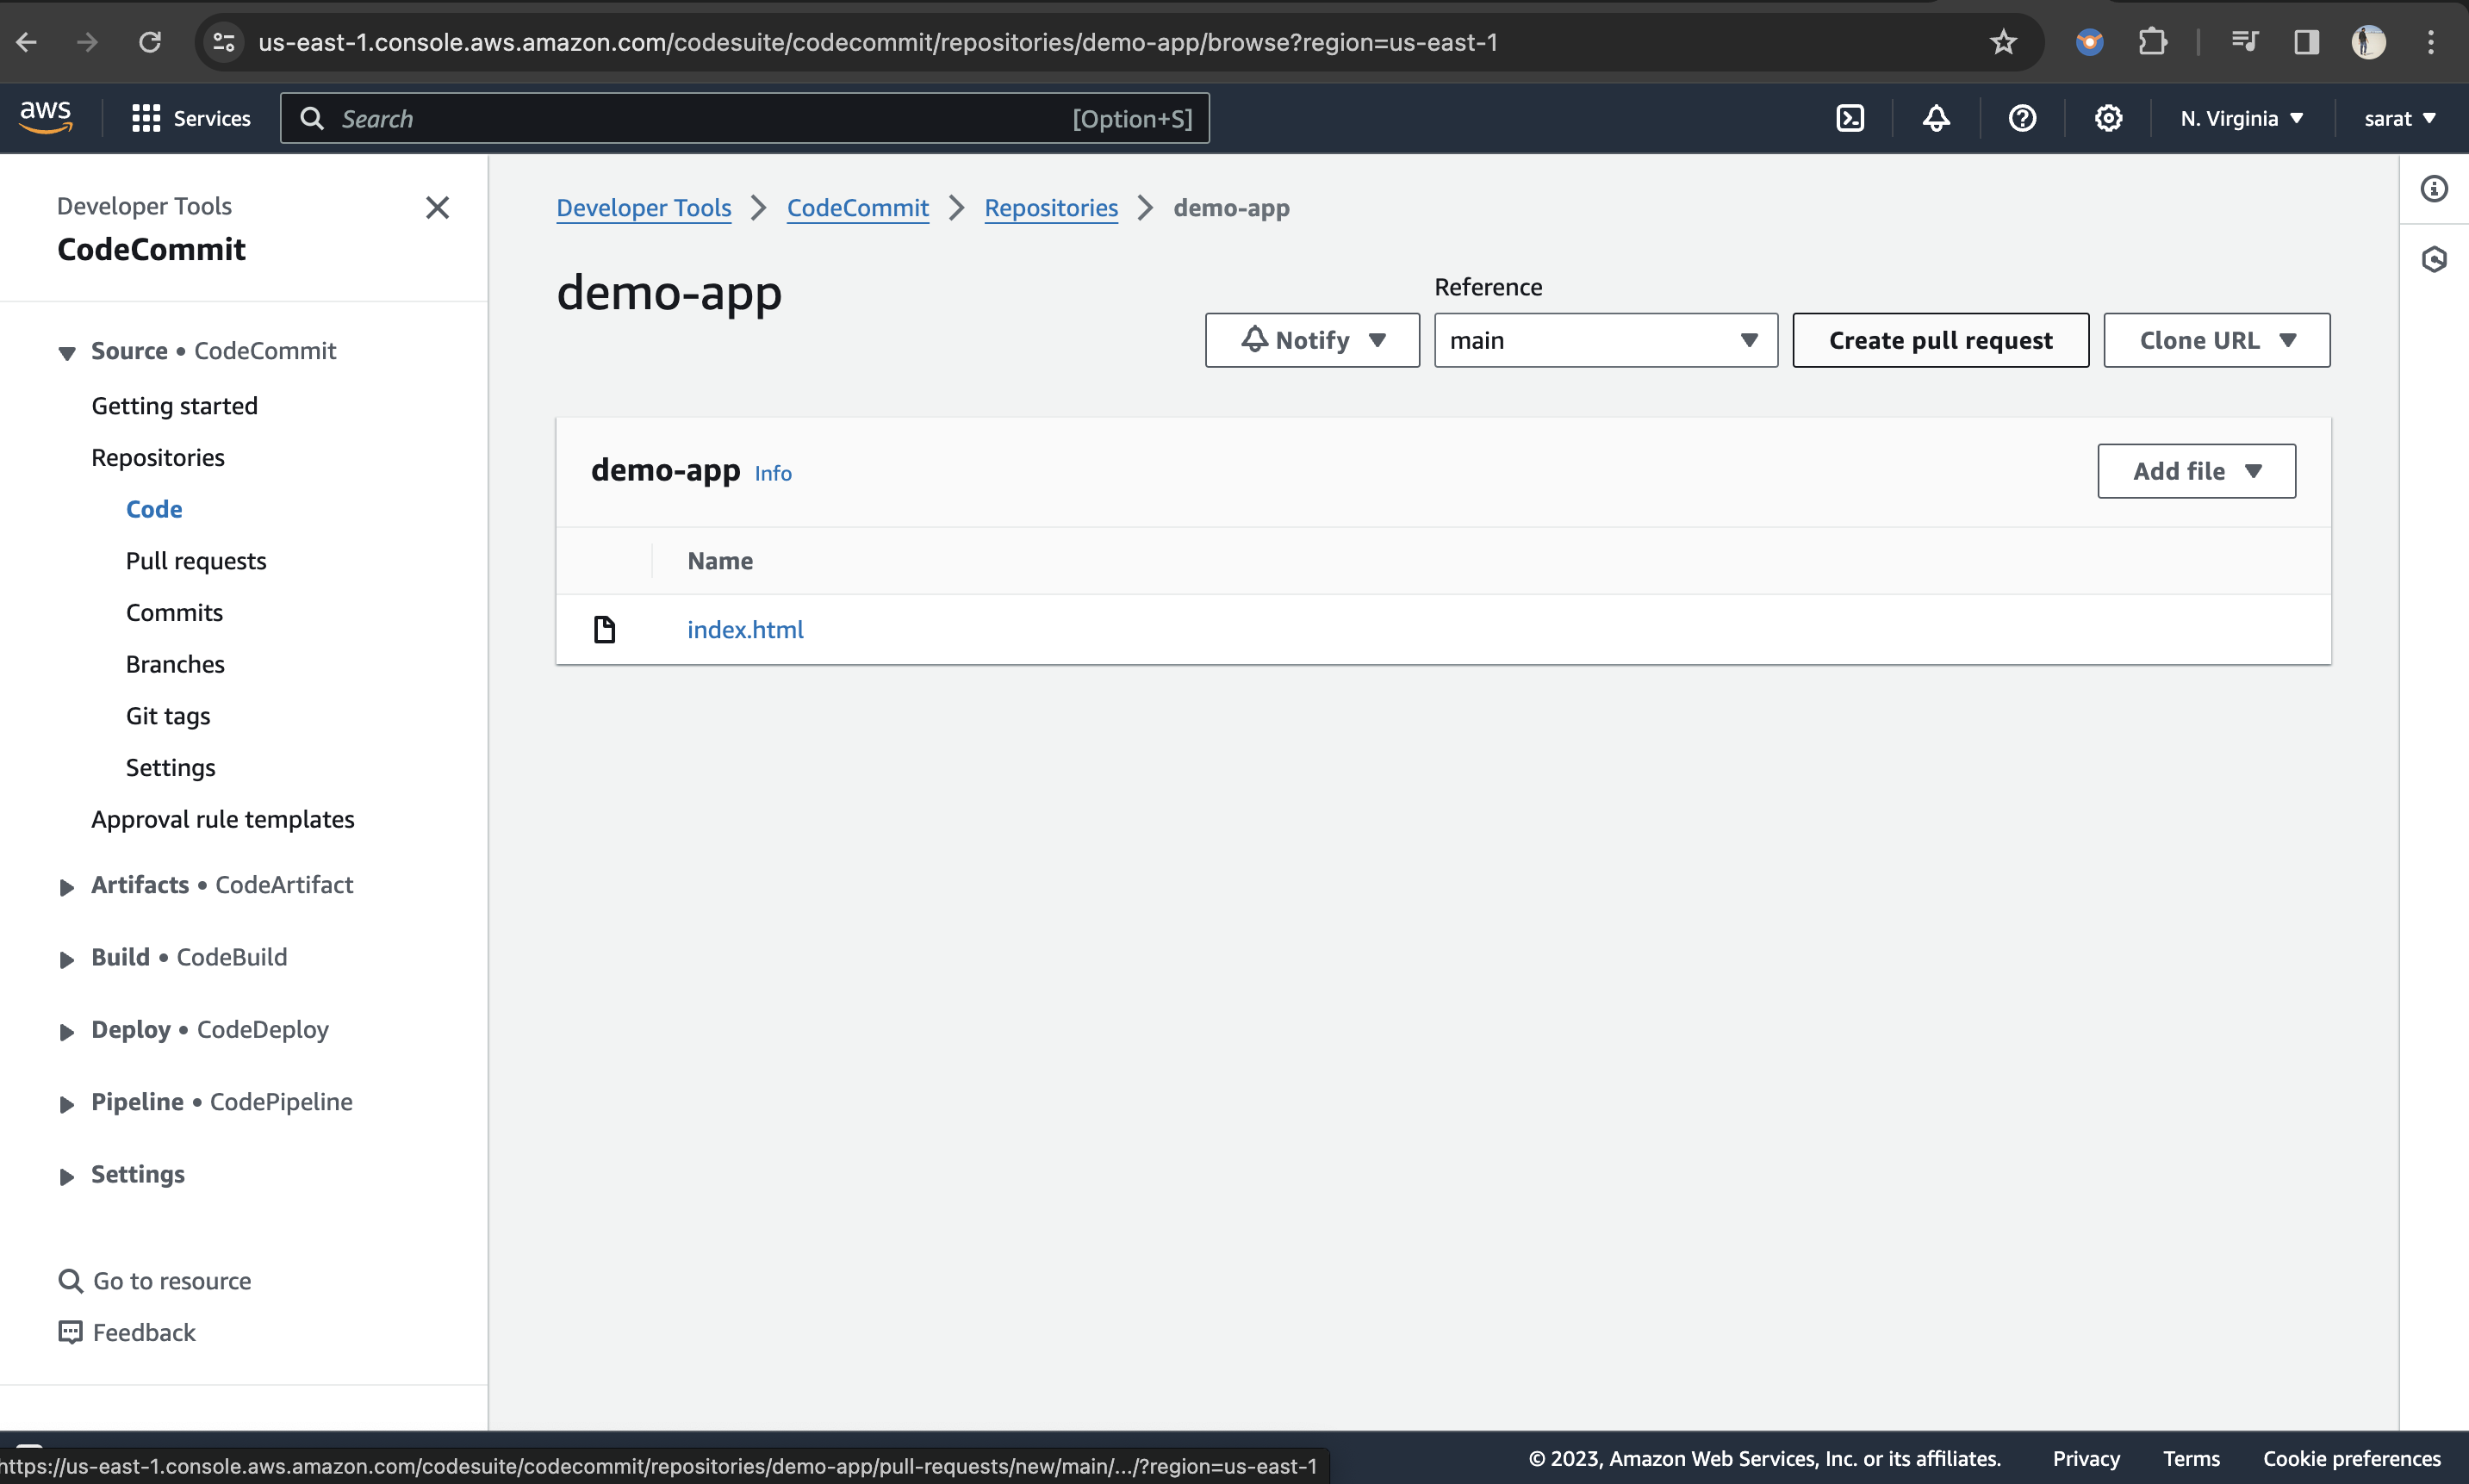 us-east-1.console.aws.amazon.com/codesuite/codecommit/repositories/demo-app/browse?region=us-east-1
aws
Services
Search
[Option+S]
N. Virginia
sarat
Developer Tools
CodeCommit
Source • CodeCommit
Getting started
Repositories
Code
Pull requests
Commits
Branches
Git tags
Settings
Approval rule templates
Artifacts • CodeArtifact
Build • CodeBuild
Deploy • CodeDeploy
Pipeline • CodePipeline
Settings
Go to resource
Feedback
Developer Tools
CodeCommit
Repositories
demo-app
demo-app
Reference
Notify
main
Create pull request
Clone URL
demo-app Info
Add file
Name
index.html
https://us-east-1.console.aws.amazon.com/codesuite/codecommit/repositories/demo-app/pull-requests/new/main/.../?region=us-east-1
© 2023, Amazon Web Services, Inc. or its affiliates.
Privacy
Terms
Cookie preferences